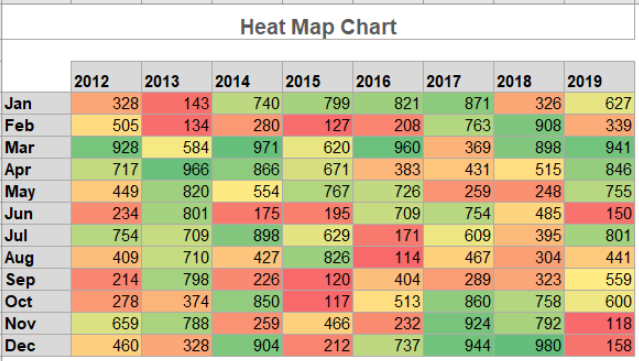 Heat Map Chart
2012 2013 2014 2015 2016 2017 2018 2019
Jan 328 143 740 799 821 871 326 627
Feb 505 134 280 127 208 763 908 339
Mar 928 584 971 620 960 369 898 941
Apr 717 966 866 671 383 431 515 846
May 449 820 554 767 726 259 248 755
Jun 234 801 175 195 709 754 485 150
Jul 754 709 898 629 171 609 395 801
Aug 409 710 427 826 114 467 304 441
Sep 214 798 226 120 404 289 323 559
Oct 278 374 850 117 513 860 758 600
Nov 659 788 259 466 232 924 792 118
Dec 460 328 904 212 737 944 980 158